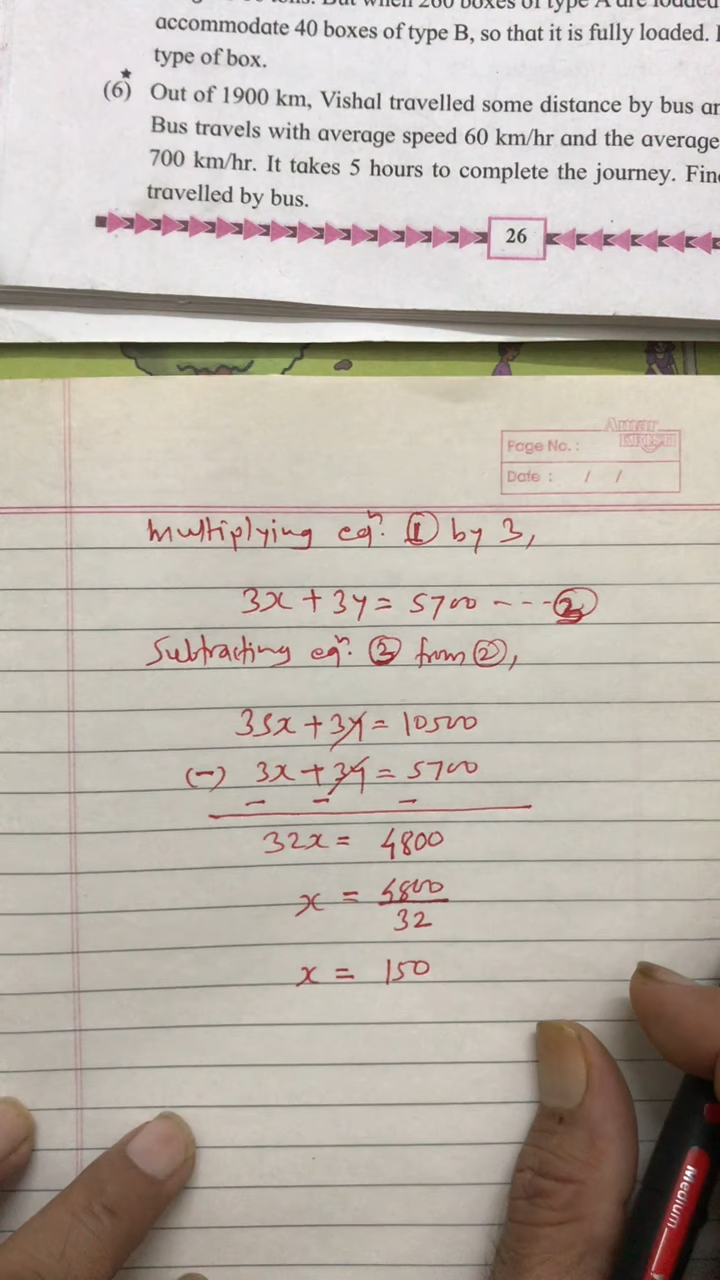 accommodate 40 boxes of type B, so that it is fully loaded.
type of box.
(6) Out of 1900 km, Vishal travelled some distance by bus
Bus travels with average speed 60 km/hr and the average
700 km/hr. It takes 5 hours to complete the journey.
travelled by bus.
26
Page No. :
Date : / /
Multiplying eqⁿ. ① by 3,
3x + 3y = 5700 --- ③
Subtracting eqⁿ. ③ from ②,
35x + 3y = 10500
(-) 3x + 3y = 5700
− − −
32x = 4800
x = 4800/32
x = 150
Medium